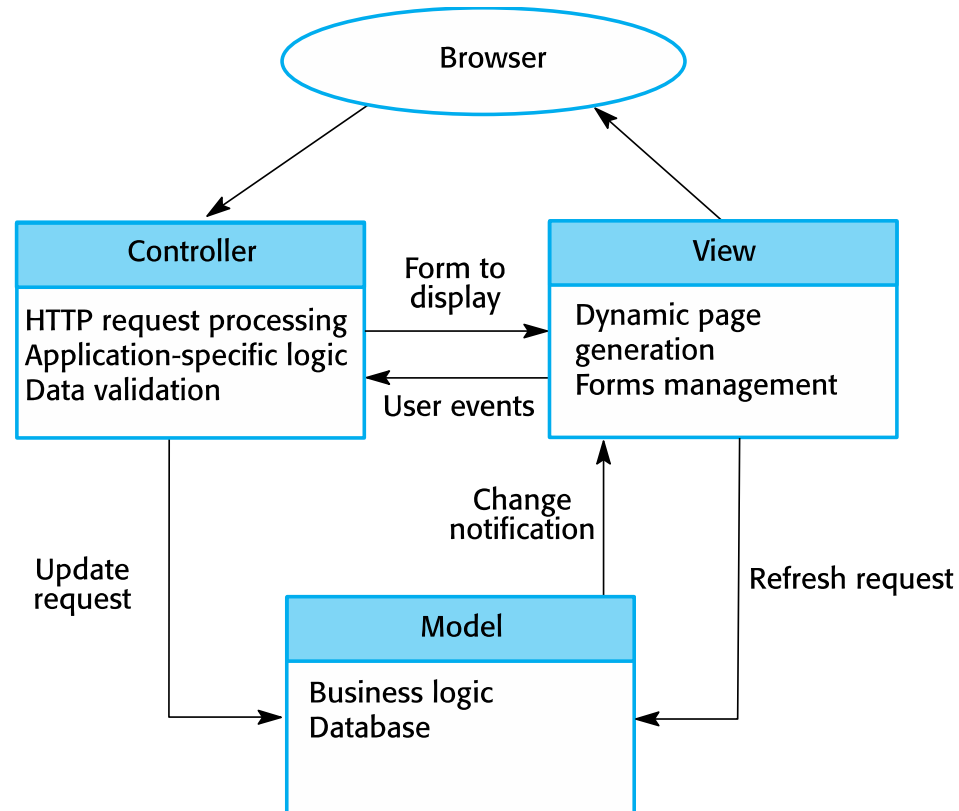 Browser
Controller
HTTP request processing
Application-specific logic
Data validation
Form to
display
User events
View
Dynamic page
generation
Forms management
Update
request
Change
notification
Refresh request
Model
Business logic
Database